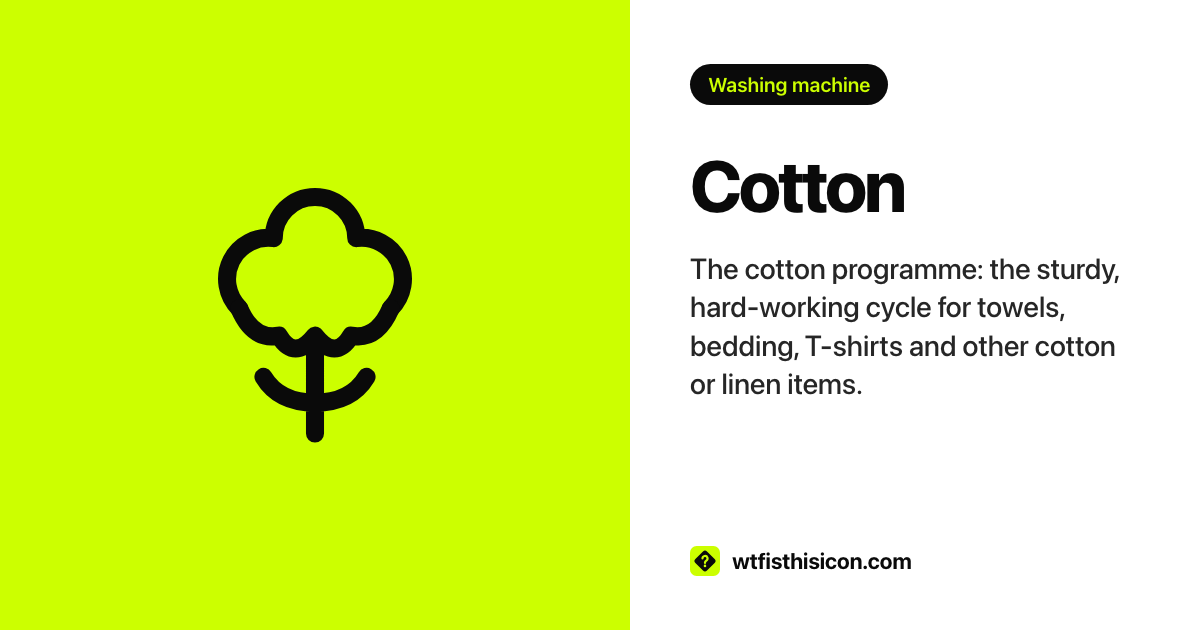 Washing machine
Cotton
The cotton programme: the sturdy,
hard-working cycle for towels,
bedding, T-shirts and other cotton
or linen items.
?
wtfisthisicon.com